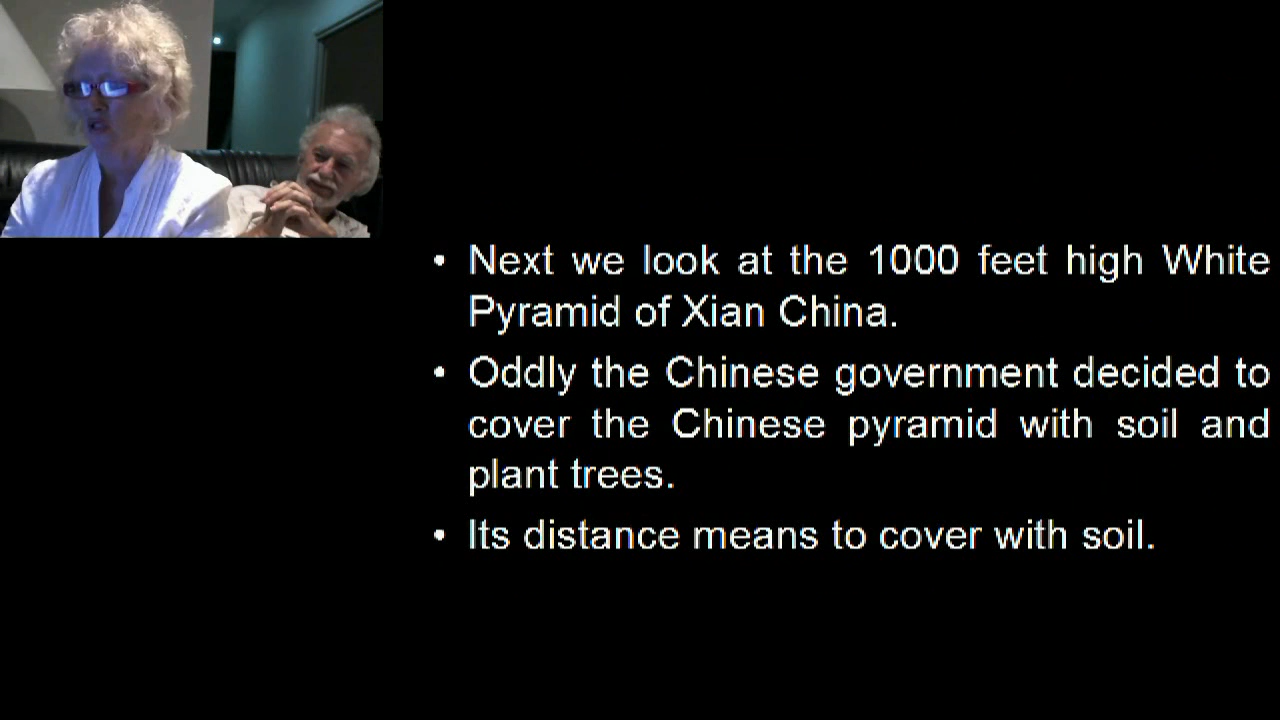 • Next we look at the 1000 feet high White
Pyramid of Xian China.
• Oddly the Chinese government decided to
cover the Chinese pyramid with soil and
plant trees.
• Its distance means to cover with soil.